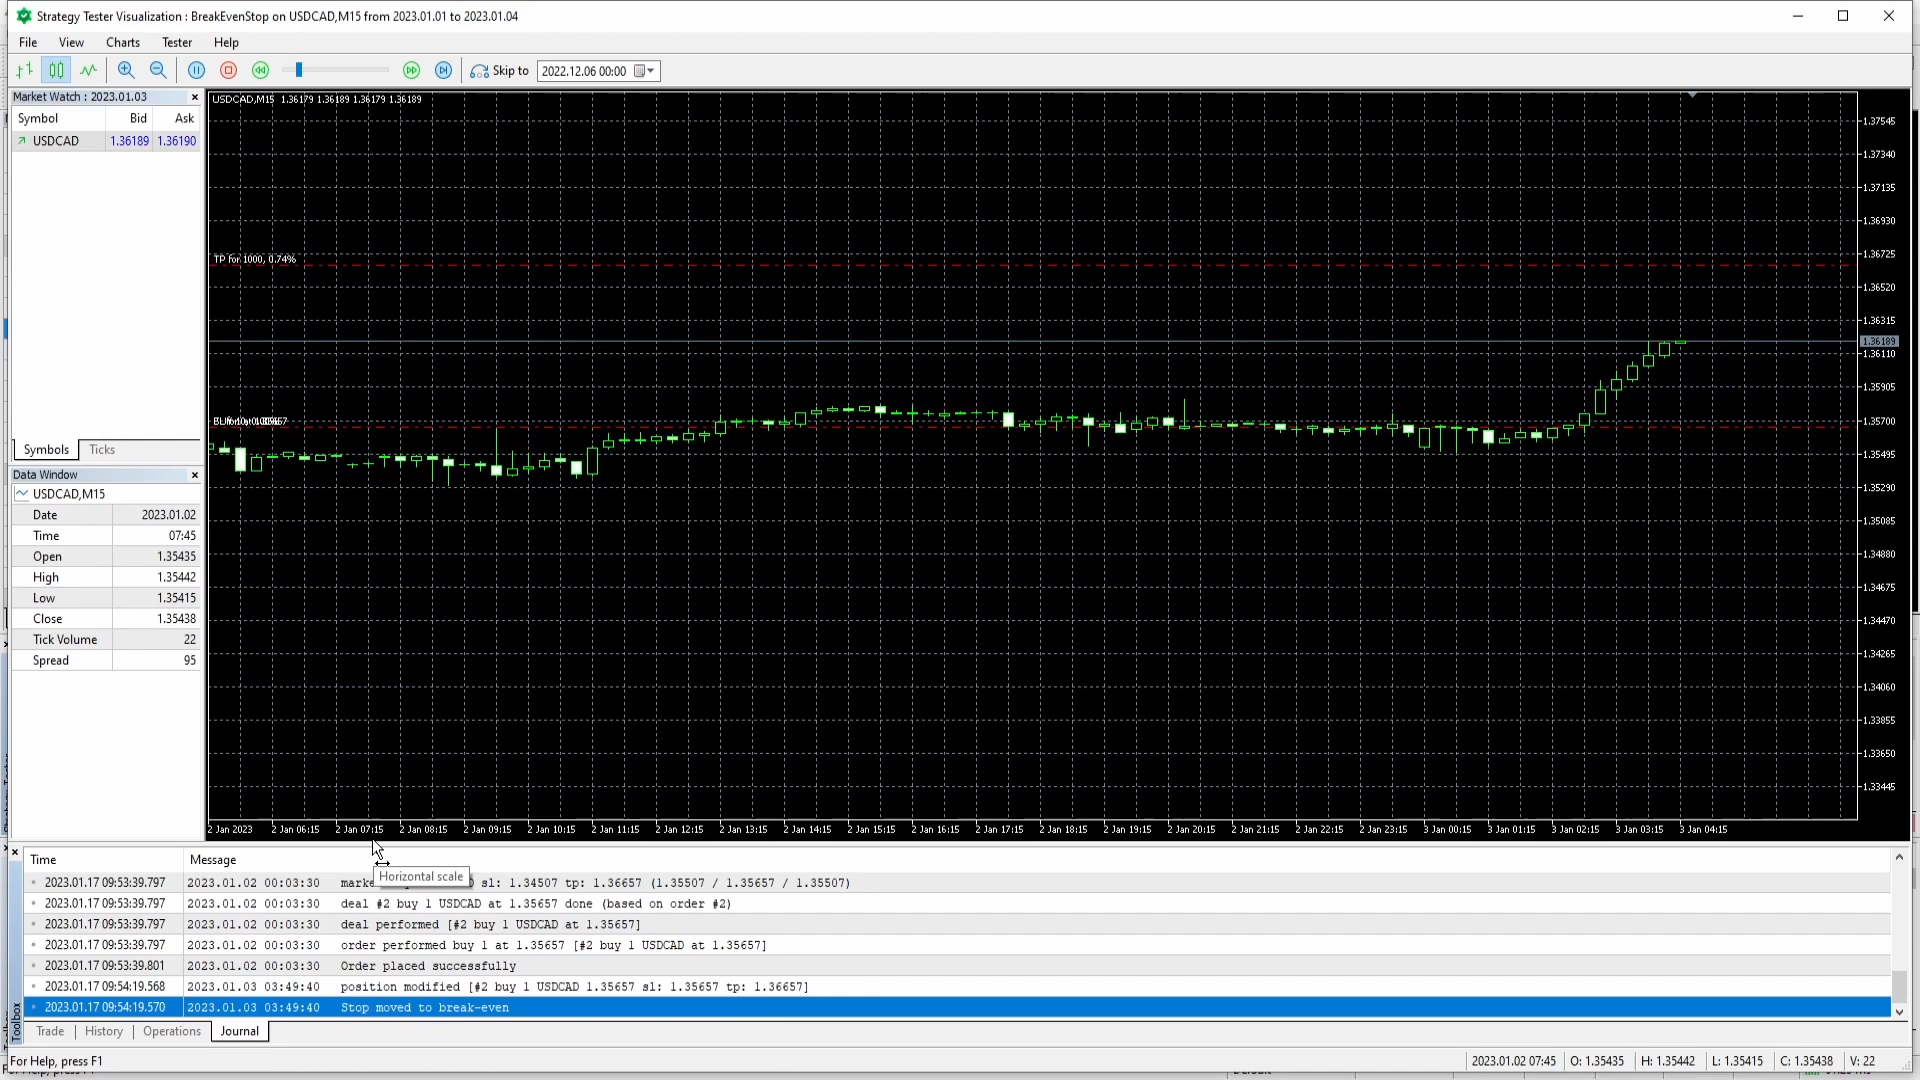 Strategy Tester Visualization : BreakEvenStop on USDCAD,M15 from 2023.01.01 to 2023.01.04
File View Charts Tester Help
Skip to 2022.12.06 00:00
Market Watch : 2023.01.03
Symbol Bid Ask
USDCAD 1.36189 1.36190
Symbols Ticks
Data Window
USDCAD,M15
Date 2023.01.02
Time 07:45
Open 1.35435
High 1.35442
Low 1.35415
Close 1.35438
Tick Volume 22
Spread 95
USDCAD,M15 1.36179 1.36189 1.36179 1.36189
TP for 1000, 0.74%
1.37545
1.37340
1.37135
1.36930
1.36725
1.36520
1.36315
1.36189
1.36110
1.35905
1.35700
1.35495
1.35290
1.35085
1.34880
1.34675
1.34470
1.34265
1.34060
1.33855
1.33650
1.33445
2 Jan 2023 2 Jan 06:15 2 Jan 07:15 2 Jan 08:15 2 Jan 09:15 2 Jan 10:15 2 Jan 11:15 2 Jan 12:15 2 Jan 13:15 2 Jan 14:15 2 Jan 15:15 2 Jan 16:15 2 Jan 17:15 2 Jan 18:15 2 Jan 19:15 2 Jan 20:15 2 Jan 21:15 2 Jan 22:15 2 Jan 23:15 3 Jan 00:15 3 Jan 01:15 3 Jan 02:15 3 Jan 03:15 3 Jan 04:15
Time Message
Horizontal scale
2023.01.17 09:53:39.797 2023.01.02 00:03:30 sl: 1.34507 tp: 1.36657 (1.35507 / 1.35657 / 1.35507)
2023.01.17 09:53:39.797 2023.01.02 00:03:30 deal #2 buy 1 USDCAD at 1.35657 done (based on order #2)
2023.01.17 09:53:39.797 2023.01.02 00:03:30 deal performed [#2 buy 1 USDCAD at 1.35657]
2023.01.17 09:53:39.797 2023.01.02 00:03:30 order performed buy 1 at 1.35657 [#2 buy 1 USDCAD at 1.35657]
2023.01.17 09:53:39.801 2023.01.02 00:03:30 Order placed successfully
2023.01.17 09:54:19.568 2023.01.03 03:49:40 position modified [#2 buy 1 USDCAD 1.35657 sl: 1.35657 tp: 1.36657]
2023.01.17 09:54:19.570 2023.01.03 03:49:40 Stop moved to break-even
Toolbox
Trade History Operations Journal
For Help, press F1
2023.01.02 07:45 O: 1.35435 H: 1.35442 L: 1.35415 C: 1.35438 V: 22